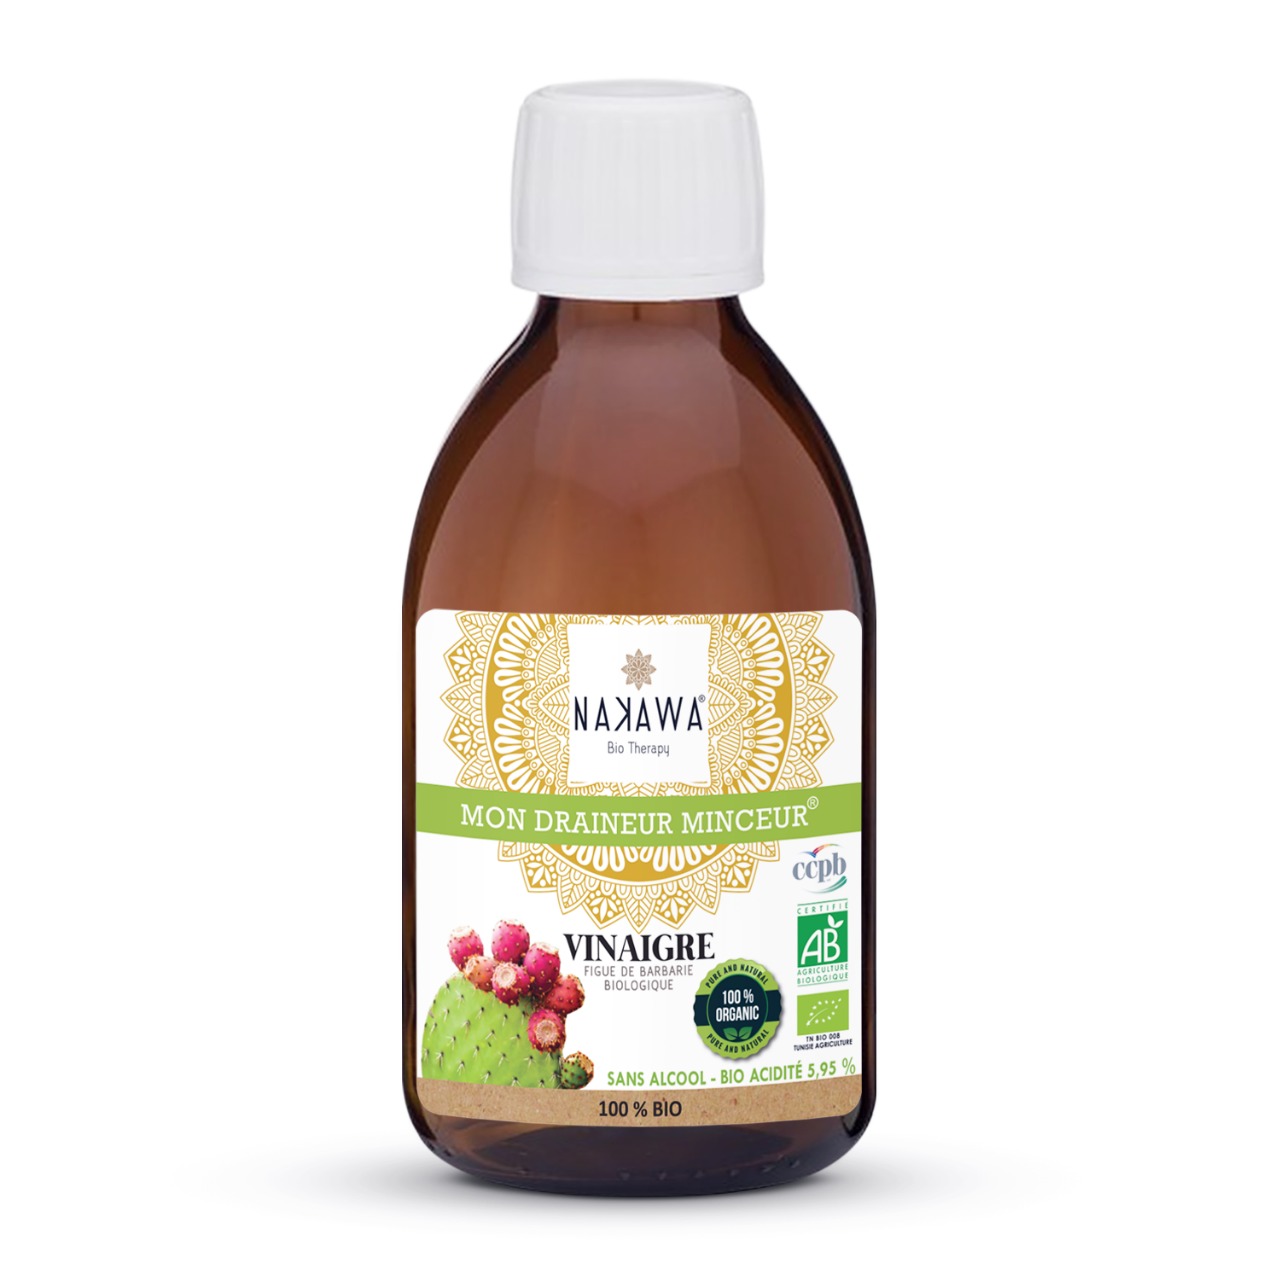 NAKAWA®
Bio Therapy
MON DRAINEUR MINCEUR®
ccpb
CERTIFIÉ
AB
AGRICULTURE
BIOLOGIQUE
VINAIGRE
FIGUE DE BARBARIE
BIOLOGIQUE
PURE AND NATURAL
100 %
ORGANIC
PURE AND NATURAL
TN BIO 008
TUNISIE AGRICULTURE
SANS ALCOOL - BIO ACIDITÉ 5,95 %
100 % BIO